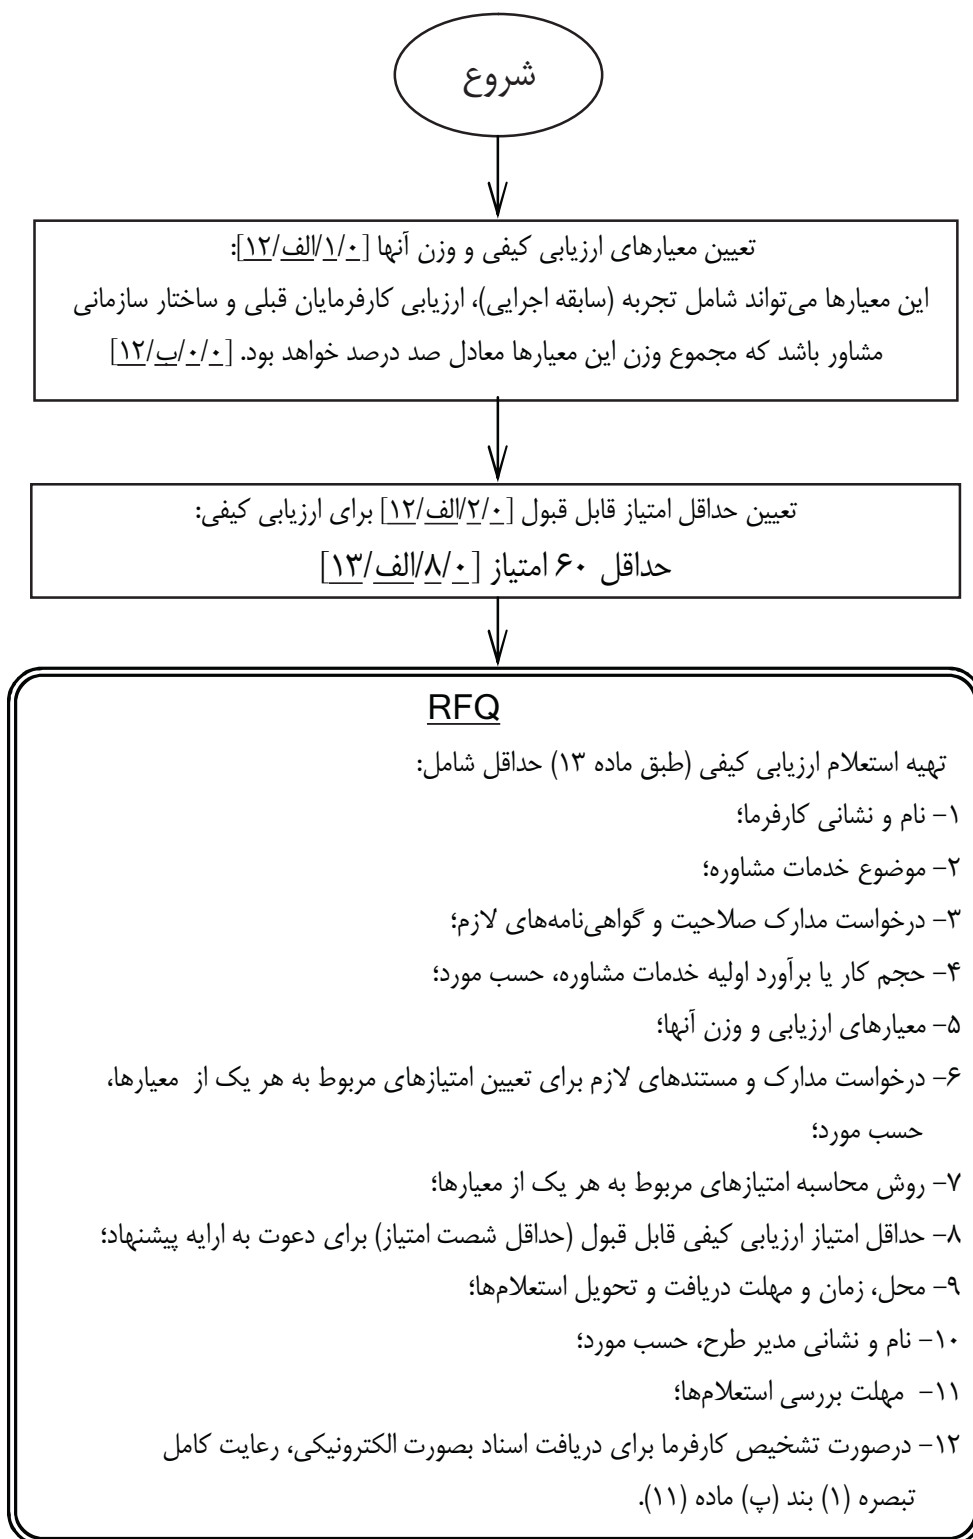 شروع
تعیین معیارهای ارزیابی کیفی و وزن آنها [۰/۱/الف/۱۲]:
این معیارها می‌تواند شامل تجربه (سابقه اجرایی)، ارزیابی کارفرمایان قبلی و ساختار سازمانی
مشاور باشد که مجموع وزن این معیارها معادل صد درصد خواهد بود. [۰/۰/ب/۱۲]
تعیین حداقل امتیاز قابل قبول [۰/۲/الف/۱۲] برای ارزیابی کیفی:
حداقل ۶۰ امتیاز [۰/۸/الف/۱۳]
RFQ
تهیه استعلام ارزیابی کیفی (طبق ماده ۱۳) حداقل شامل:
۱- نام و نشانی کارفرما؛
۲- موضوع خدمات مشاوره؛
۳- درخواست مدارک صلاحیت و گواهی‌نامه‌های لازم؛
۴- حجم کار یا برآورد اولیه خدمات مشاوره، حسب مورد؛
۵- معیارهای ارزیابی و وزن آنها؛
۶- درخواست مدارک و مستندهای لازم برای تعیین امتیازهای مربوط به هر یک از معیارها،
حسب مورد؛
۷- روش محاسبه امتیازهای مربوط به هر یک از معیارها؛
۸- حداقل امتیاز ارزیابی کیفی قابل قبول (حداقل شصت امتیاز) برای دعوت به ارایه پیشنهاد؛
۹- محل، زمان و مهلت دریافت و تحویل استعلام‌ها؛
۱۰- نام و نشانی مدیر طرح، حسب مورد؛
۱۱- مهلت بررسی استعلام‌ها؛
۱۲- درصورت تشخیص کارفرما برای دریافت اسناد بصورت الکترونیکی، رعایت کامل
تبصره (۱) بند (پ) ماده (۱۱).